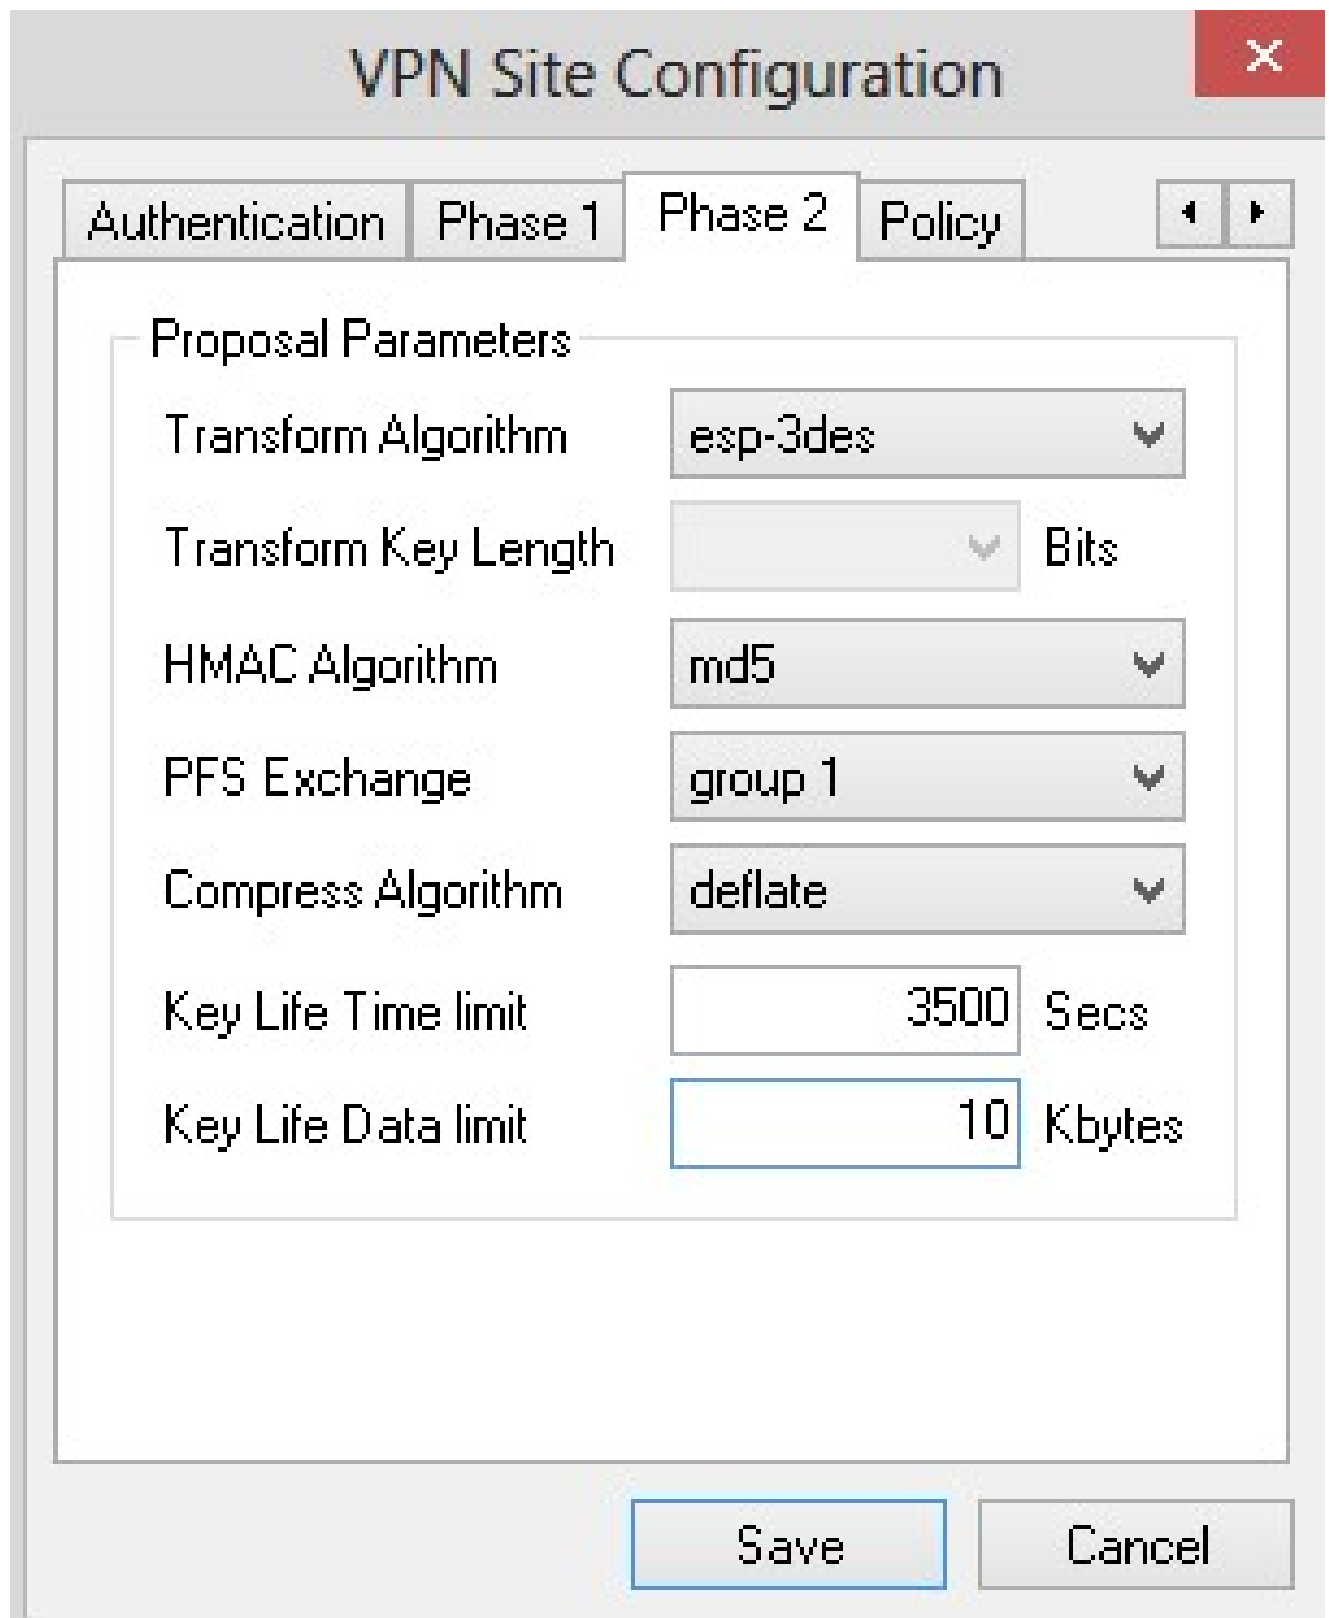 VPN Site Configuration
Authentication Phase 1 Phase 2 Policy
Proposal Parameters
Transform Algorithm esp-3des
Transform Key Length Bits
HMAC Algorithm md5
PFS Exchange group 1
Compress Algorithm deflate
Key Life Time limit 3500 Secs
Key Life Data limit 10 Kbytes
Save Cancel